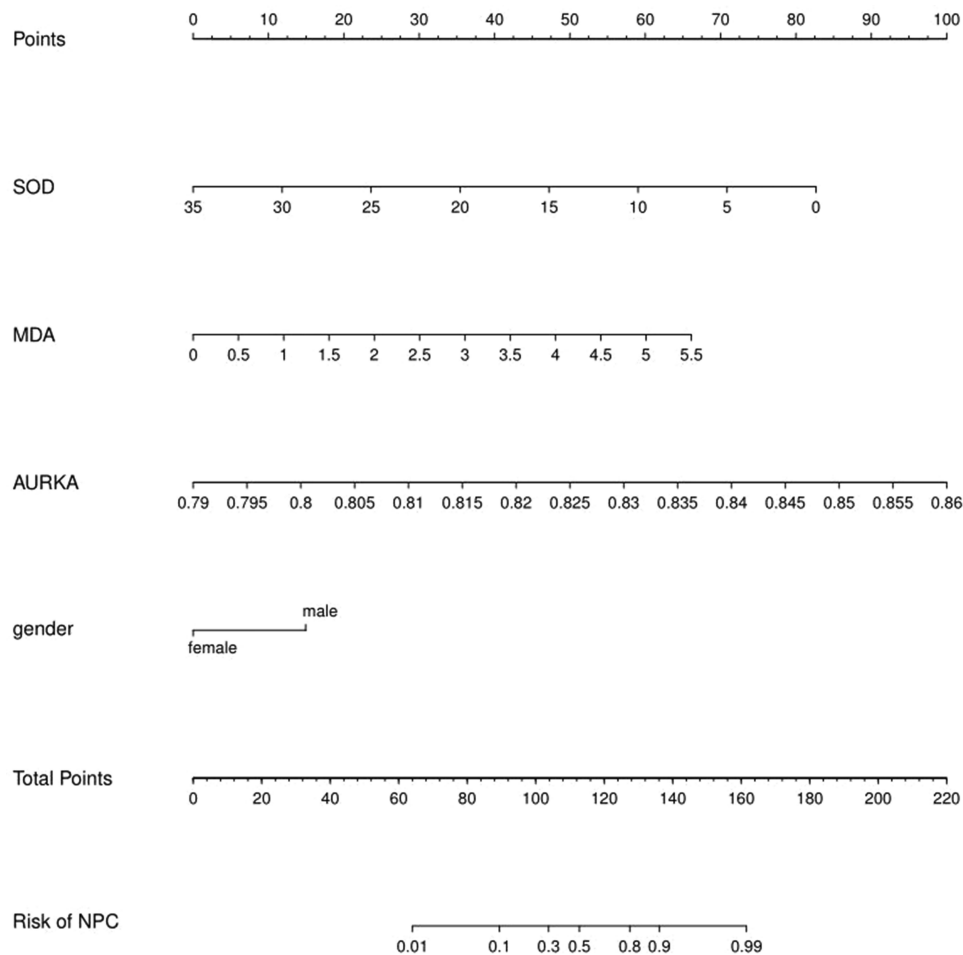 0 10 20 30 40 50 60 70 80 90 100
Points
SOD
35 30 25 20 15 10 5 0
MDA
0 0.5 1 1.5 2 2.5 3 3.5 4 4.5 5 5.5
AURKA
0.79 0.795 0.8 0.805 0.81 0.815 0.82 0.825 0.83 0.835 0.84 0.845 0.85 0.855 0.86
male
gender
female
Total Points
0 20 40 60 80 100 120 140 160 180 200 220
Risk of NPC
0.01 0.1 0.3 0.5 0.8 0.9 0.99